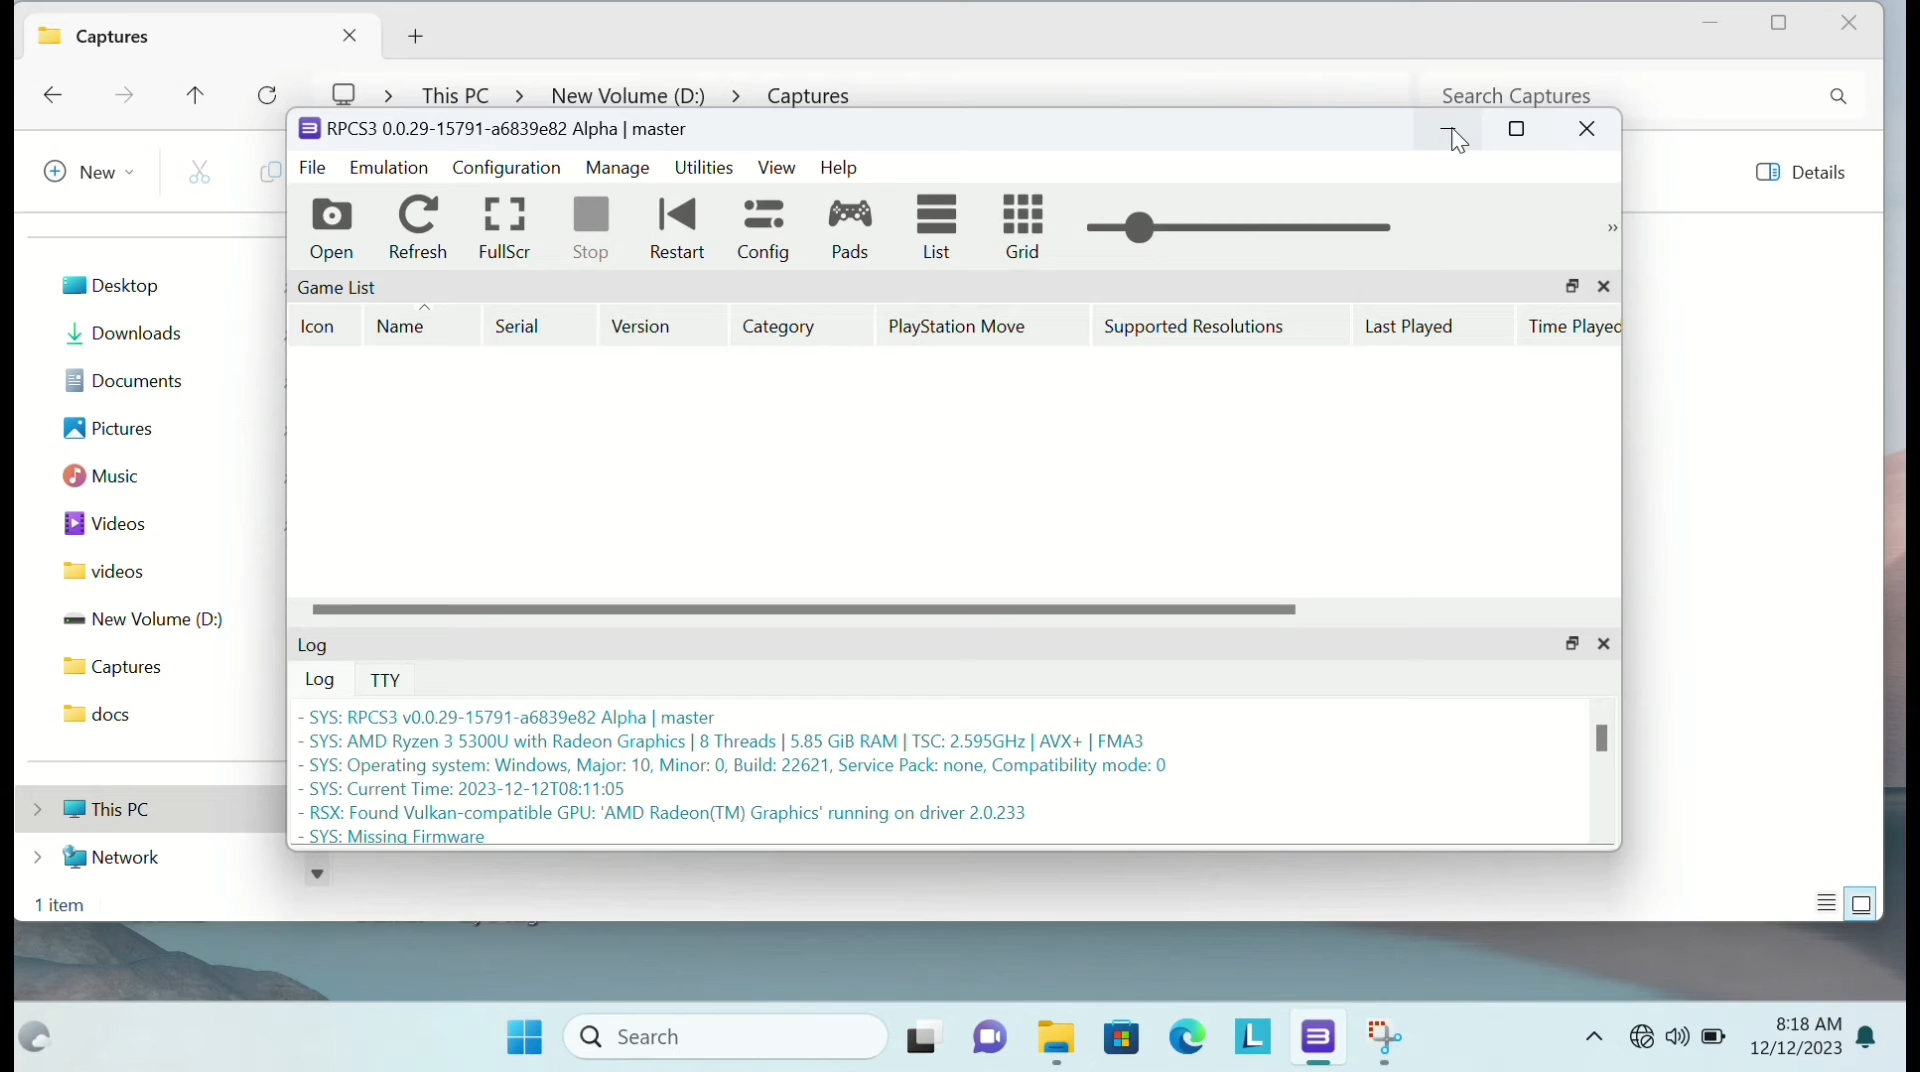 Captures
This PC > New Volume (D:) > Captures
Search Captures
RPCS3 0.0.29-15791-a6839e82 Alpha | master
New
Details
File Emulation Configuration Manage Utilities View Help
Open Refresh FullScr Stop Restart Config Pads List Grid
Game List
Icon Name Serial Version Category PlayStation Move Supported Resolutions Last Played Time Played
Desktop
Downloads
Documents
Pictures
Music
Videos
videos
New Volume (D:)
Captures
docs
This PC
Network
1 item
Log
Log TTY
- SYS: RPCS3 v0.0.29-15791-a6839e82 Alpha | master
- SYS: AMD Ryzen 3 5300U with Radeon Graphics | 8 Threads | 5.85 GiB RAM | TSC: 2.595GHz | AVX+ | FMA3
- SYS: Operating system: Windows, Major: 10, Minor: 0, Build: 22621, Service Pack: none, Compatibility mode: 0
- SYS: Current Time: 2023-12-12T08:11:05
- RSX: Found Vulkan-compatible GPU: 'AMD Radeon(TM) Graphics' running on driver 2.0.233
- SYS: Missing Firmware
Search
8:18 AM
12/12/2023